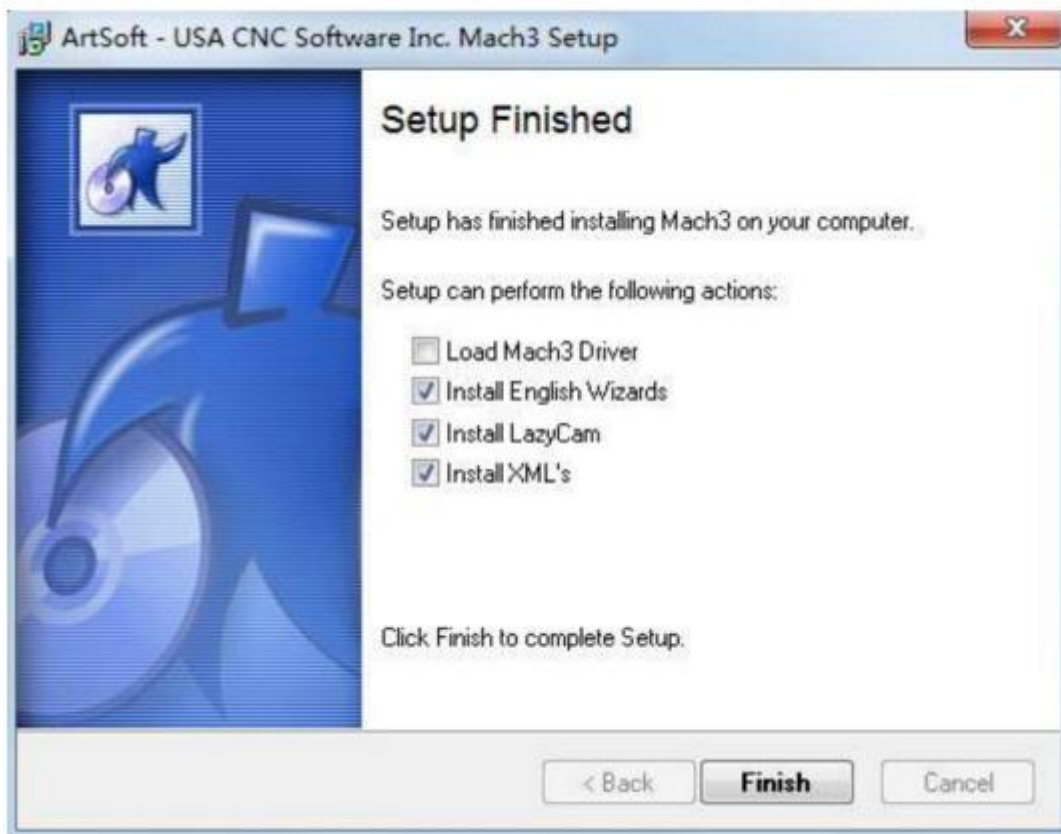 ArtSoft - USA CNC Software Inc. Mach3 Setup
Setup Finished
Setup has finished installing Mach3 on your computer.
Setup can perform the following actions:
Load Mach3 Driver
Install English Wizards
Install LazyCam
Install XML's
Click Finish to complete Setup.
< Back
Finish
Cancel